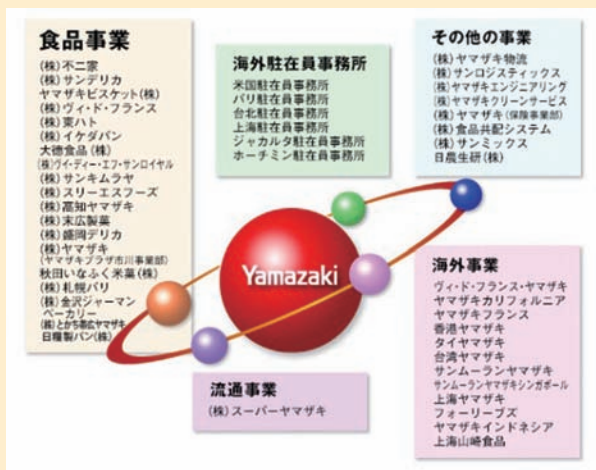 食品事業
(株)不二家
(株)サンデリカ
ヤマザキビスケット(株)
(株)ヴィ・ド・フランス
(株)東ハト
(株)イケダパン
大徳食品(株)
(株)ヴイ・ディー・エフ・サンロイヤル
(株)サンキムラヤ
(株)スリーエスフーズ
(株)高知ヤマザキ
(株)末広製菓
(株)盛岡デリカ
(株)ヤマザキ
(ヤマザキプラザ市川事業部)
秋田いなふく米菓(株)
(株)札幌パリ
(株)金沢ジャーマン
ベーカリー
(株)とかち帯広ヤマザキ
日糧製パン(株)
海外駐在員事務所
米国駐在員事務所
パリ駐在員事務所
台北駐在員事務所
上海駐在員事務所
ジャカルタ駐在員事務所
ホーチミン駐在員事務所
その他の事業
(株)ヤマザキ物流
(株)サンロジスティックス
(株)ヤマザキエンジニアリング
(株)ヤマザキクリーンサービス
(株)ヤマザキ(保険事業部)
(株)食品共配システム
(株)サンミックス
日農生研(株)
Yamazaki
流通事業
(株)スーパーヤマザキ
海外事業
ヴィ・ド・フランス・ヤマザキ
ヤマザキカリフォルニア
ヤマザキフランス
香港ヤマザキ
タイヤマザキ
台湾ヤマザキ
サンムーランヤマザキ
サンムーランヤマザキシンガポール
上海ヤマザキ
フォーリーブズ
ヤマザキインドネシア
上海山崎食品